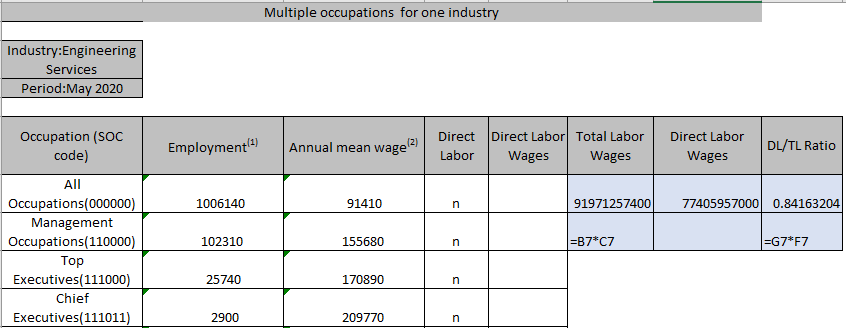 Multiple occupations for one industry
Industry:Engineering
Services
Period:May 2020
Occupation (SOC
code)
Employment(1)
Annual mean wage(2)
Direct
Labor
Direct Labor
Wages
Total Labor
Wages
Direct Labor
Wages
DL/TL Ratio
All
Occupations(000000)
1006140
91410
n
91971257400
77405957000
0.84163204
Management
Occupations(110000)
102310
155680
n
=B7*C7
=G7*F7
Top
Executives(111000)
25740
170890
n
Chief
Executives(111011)
2900
209770
n